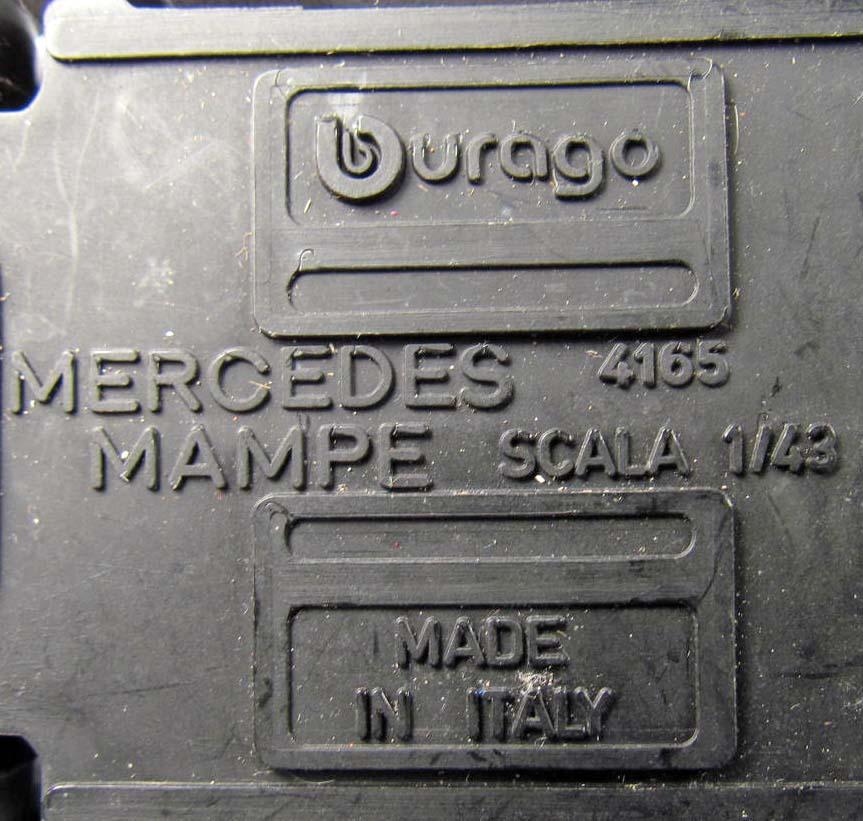 Burago
MERCEDES 4165
MAMPE SCALA 1/43
MADE
IN ITALY